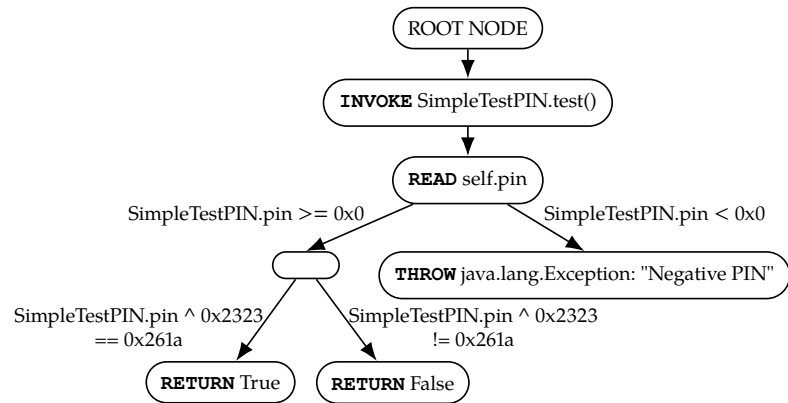 ROOT NODE
INVOKE SimpleTestPIN.test()
READ self.pin
SimpleTestPIN.pin >= 0x0
SimpleTestPIN.pin < 0x0
THROW java.lang.Exception: "Negative PIN"
SimpleTestPIN.pin ^ 0x2323
== 0x261a
SimpleTestPIN.pin ^ 0x2323
!= 0x261a
RETURN True
RETURN False